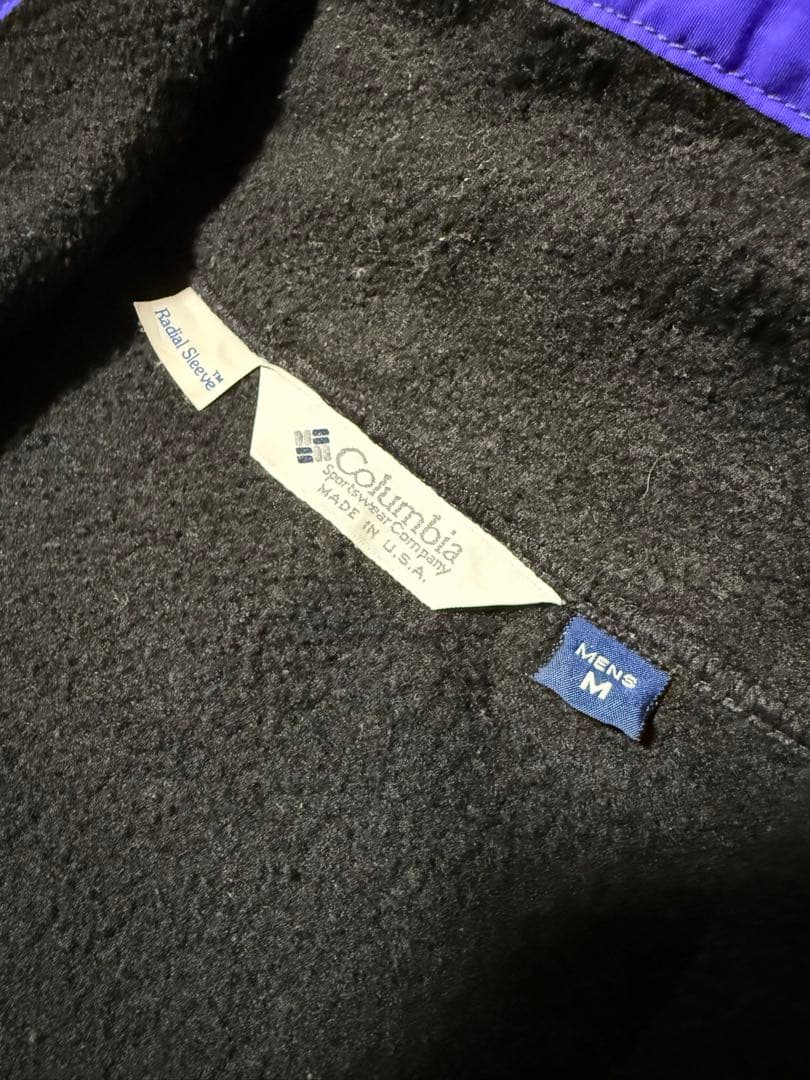 Radial Sleeve™
Columbia
Sportswear Company
MADE IN U.S.A.
MENS
M